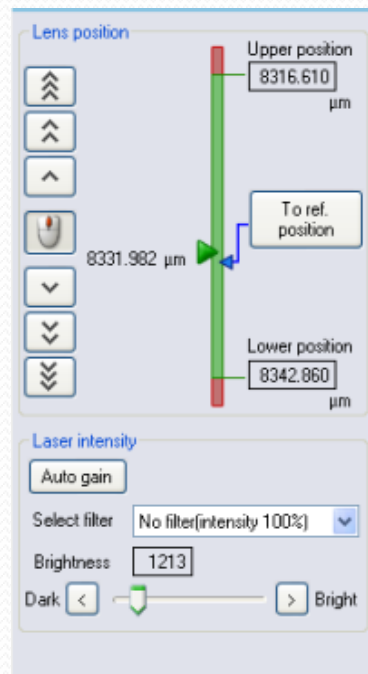 Lens position
Upper position
8316.610
µm
To ref.
position
8331.982 µm
Lower position
8342.860
µm
Laser intensity
Auto gain
Select filter No filter(intensity 100%)
Brightness 1213
Dark < > Bright